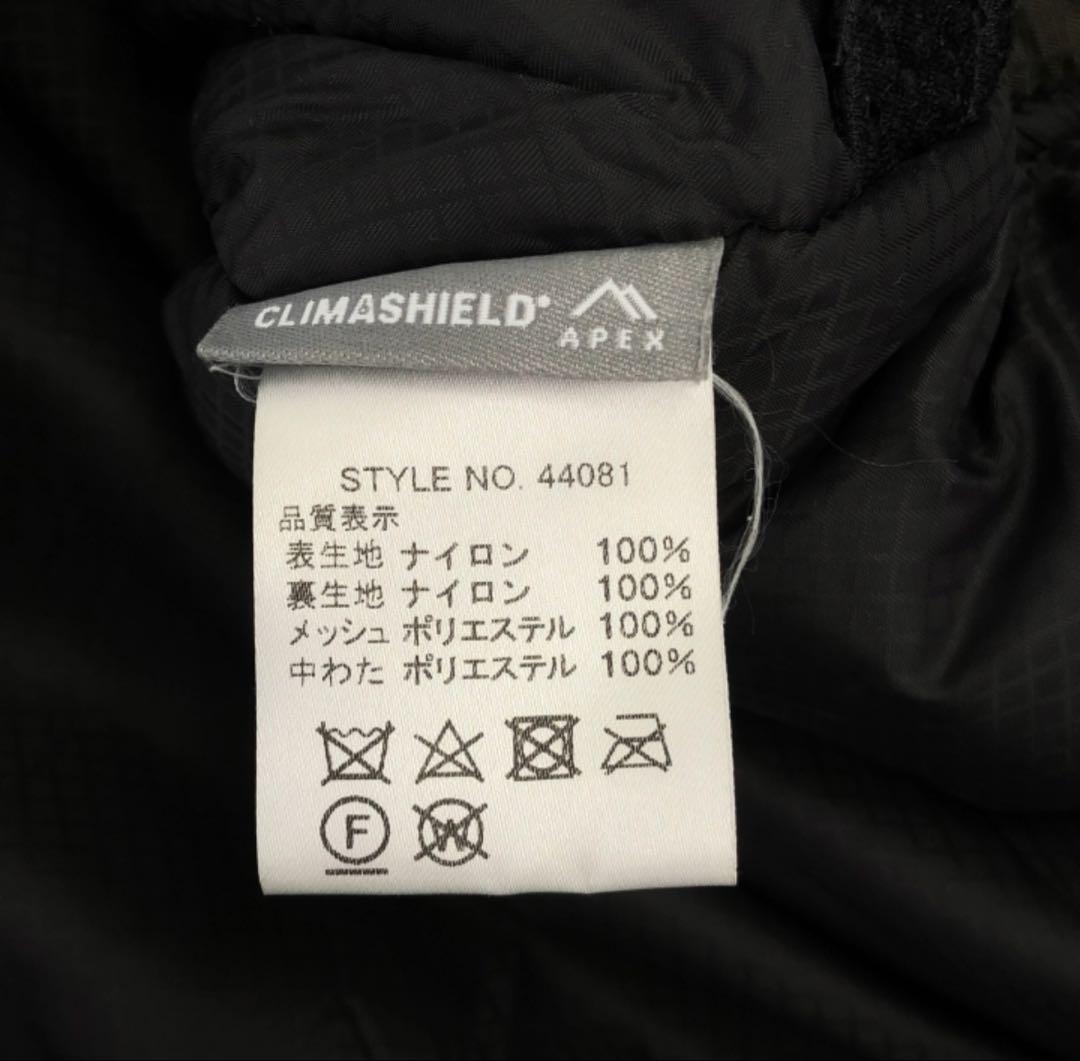 CLIMASHIELD®
APEX
STYLE NO. 44081
品質表示
表生地 ナイロン 100%
裏生地 ナイロン 100%
メッシュ ポリエステル 100%
中わた ポリエステル 100%
F
W